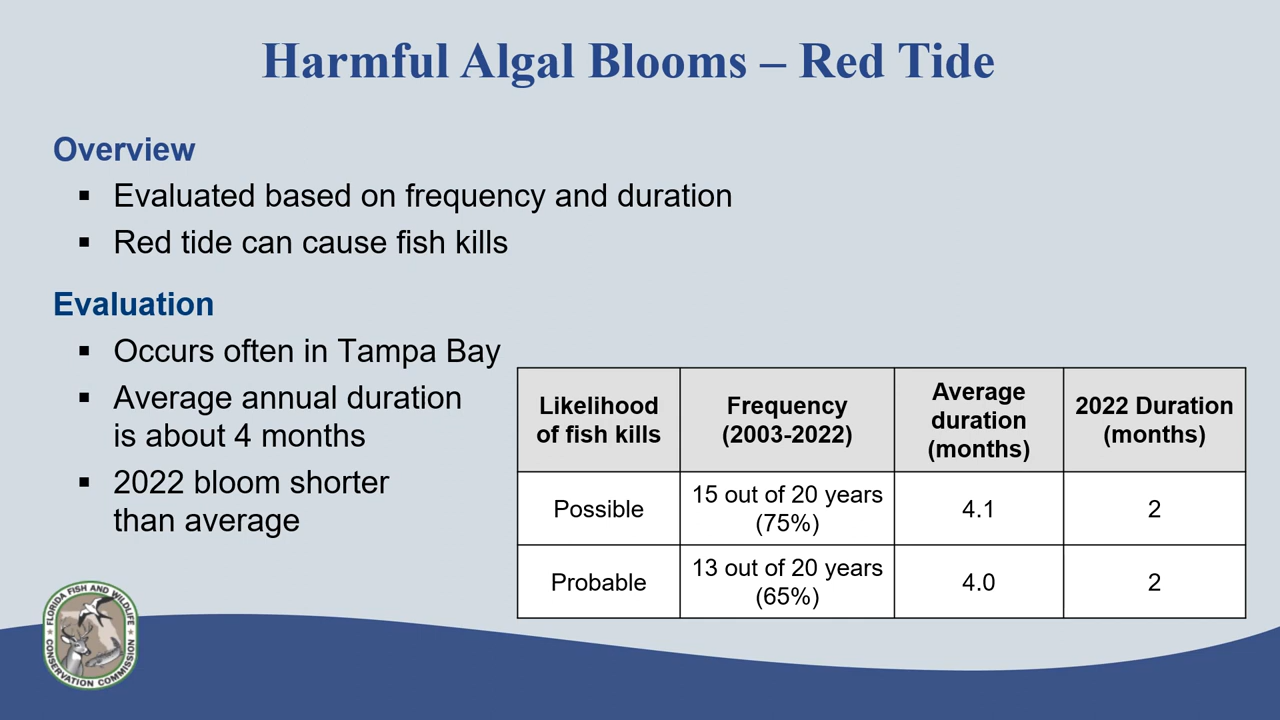 Harmful Algal Blooms – Red Tide
Overview
▪ Evaluated based on frequency and duration
▪ Red tide can cause fish kills
Evaluation
▪ Occurs often in Tampa Bay
▪ Average annual duration
is about 4 months
▪ 2022 bloom shorter
than average
Likelihood
of fish kills
Frequency
(2003-2022)
Average
duration
(months)
2022 Duration
(months)
Possible
15 out of 20 years
(75%)
4.1
2
Probable
13 out of 20 years
(65%)
4.0
2
FLORIDA FISH AND WILDLIFE
CONSERVATION COMMISSION